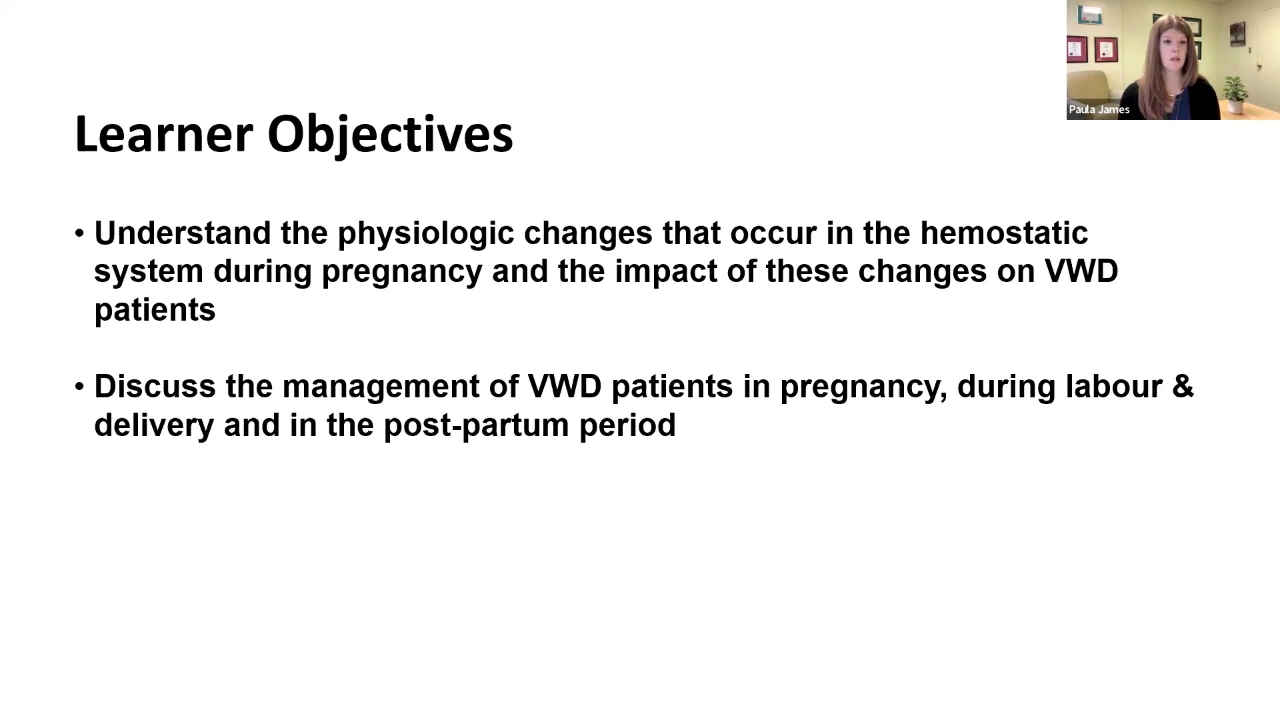 Paula James
Learner Objectives
• Understand the physiologic changes that occur in the hemostatic
system during pregnancy and the impact of these changes on VWD
patients
• Discuss the management of VWD patients in pregnancy, during labour &
delivery and in the post-partum period